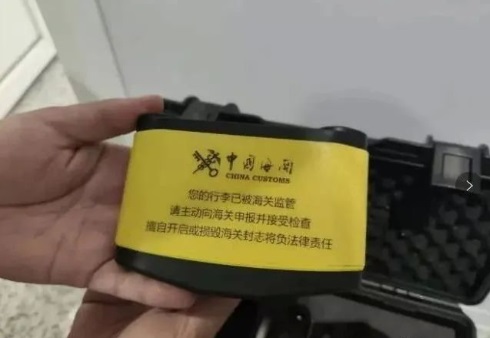 中国海关
CHINA CUSTOMS
您的行李已被海关监管
请主动向海关申报并接受检查
擅自开启或损毁海关封志将负法律责任